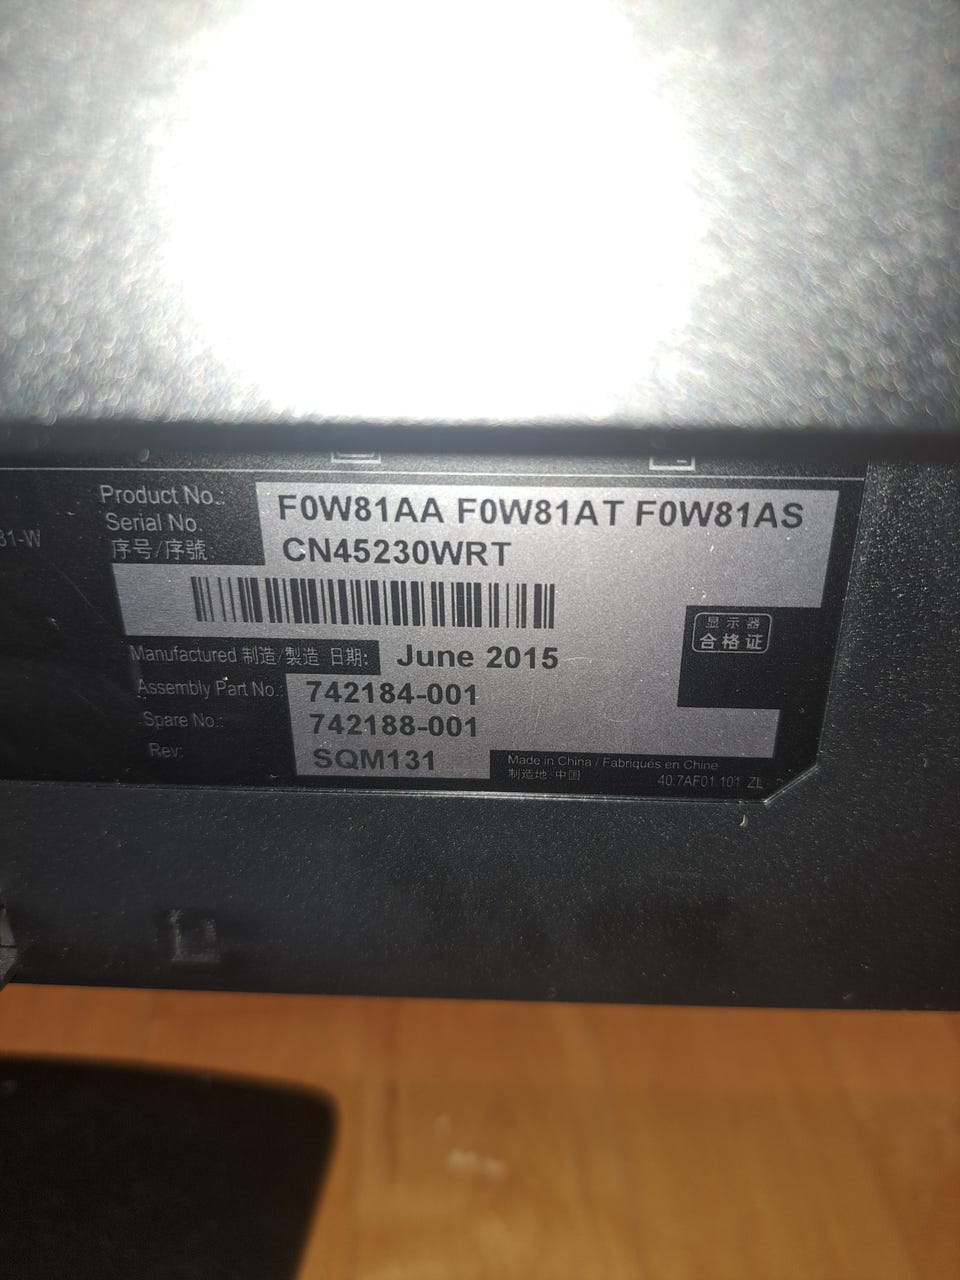 Product No.:
F0W81AA F0W81AT F0W81AS
Serial No.
序号/序號:
CN45230WRT
31-W
显示器
合格证
Manufactured 制造/製造 日期: June 2015
Assembly Part No.: 742184-001
Spare No.: 742188-001
Rev: SQM131
Made in China / Fabriqués en Chine
制造地:中国
40.7AF01.101 ZL